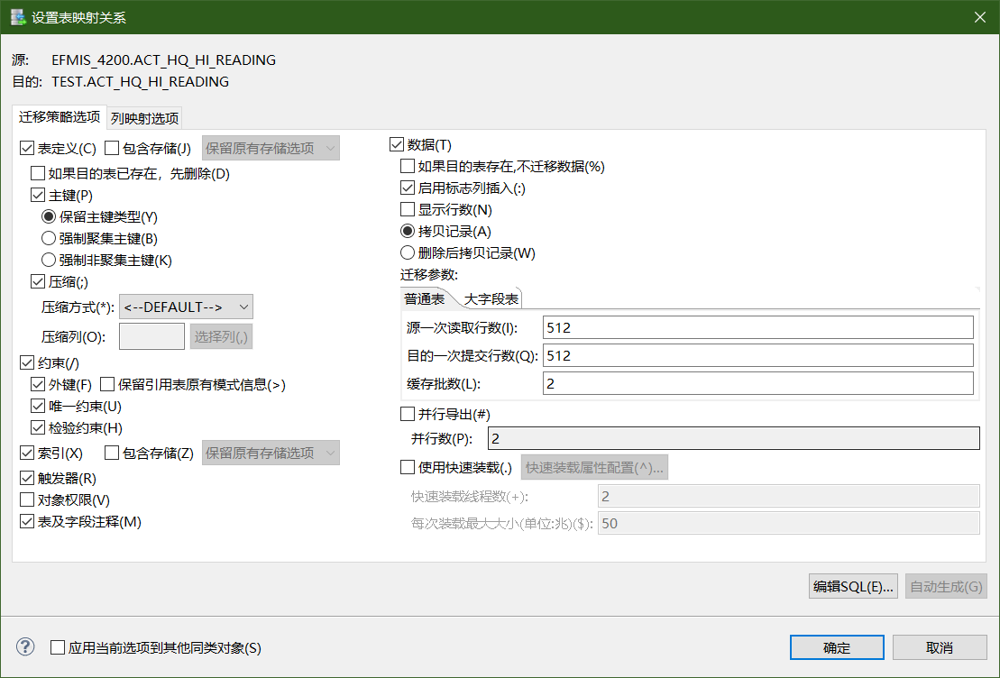 设置表映射关系
源: EFMIS_4200.ACT_HQ_HI_READING
目的: TEST.ACT_HQ_HI_READING
迁移策略选项 列映射选项
表定义(C) 包含存储(J) 保留原有存储选项
如果目的表已存在，先删除(D)
主键(P)
保留主键类型(Y)
强制聚集主键(B)
强制非聚集主键(K)
压缩(;)
压缩方式(*): <--DEFAULT-->
压缩列(O): 选择列(,)
约束(/)
外键(F) 保留引用表原有模式信息(>)
唯一约束(U)
检验约束(H)
索引(X) 包含存储(Z) 保留原有存储选项
触发器(R)
对象权限(V)
表及字段注释(M)
数据(T)
如果目的表存在,不迁移数据(%)
启用标志列插入(:)
显示行数(N)
拷贝记录(A)
删除后拷贝记录(W)
迁移参数:
普通表 大字段表
源一次读取行数(I): 512
目的一次提交行数(Q): 512
缓存批数(L): 2
并行导出(#)
并行数(P): 2
使用快速装载(.) 快速装载属性配置(^)...
快速装载线程数(+): 2
每次装载最大大小(单位:兆)($): 50
编辑SQL(E)... 自动生成(G)
应用当前选项到其他同类对象(S)
确定 取消